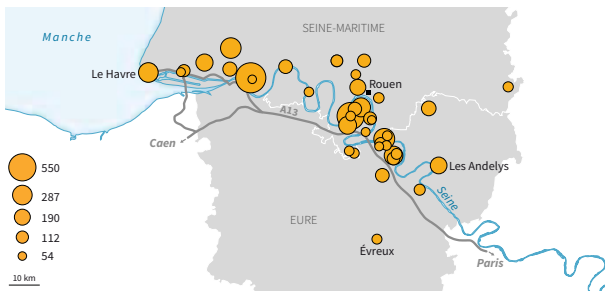 SEINE-MARITIME
Manche
Le Havre
Rouen
A13
Caen
550
287
190
112
54
10 km
Les Andelys
Seine
EURE
Évreux
Paris